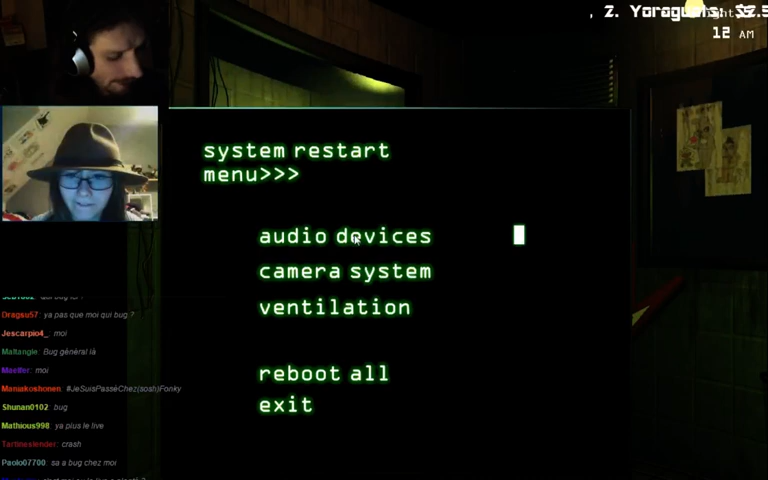 12 AM
system restart
menu>>>
audio devices
camera system
ventilation
reboot all
exit
Dragsu57: ya pas que moi qui bug ?
Jescarpio4_: moi
Maltangle: Bug général là
Maelfer: moi
Maniakoshonen: #JeSuisPasséChez(sosh)Fonky
Shunan0102: bug
Mathious998: ya plus le live
Tartineslender: crash
Paolo07700: sa a bug chez moi